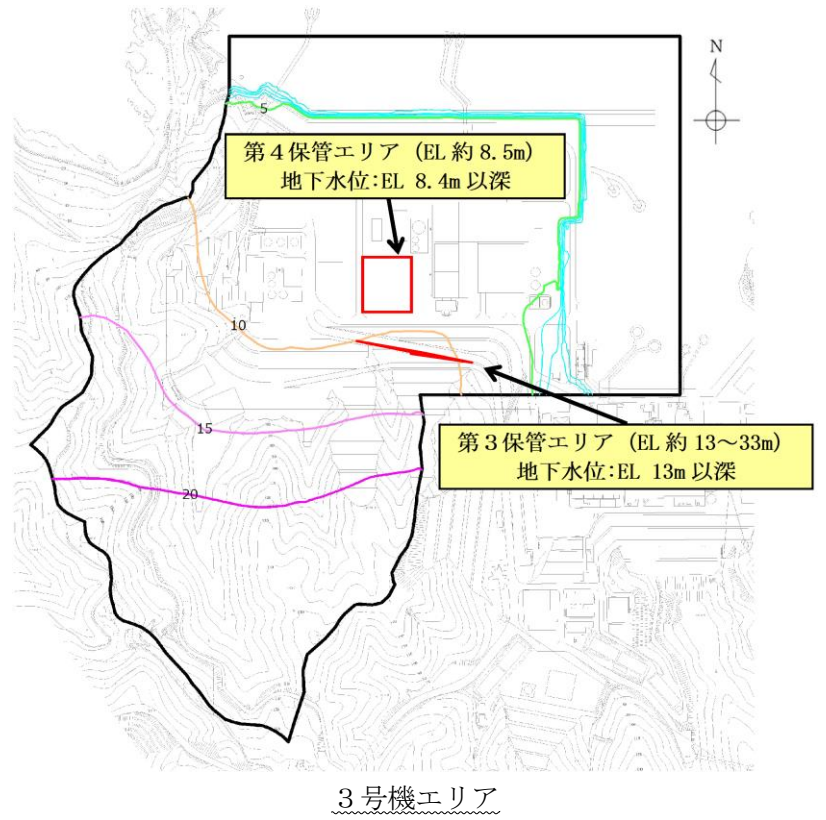 N
5
第４保管エリア（EL 約 8.5m）
地下水位:EL 8.4m 以深
10
第３保管エリア（EL 約 13～33m）
地下水位:EL 13m 以深
15
20
３号機エリア